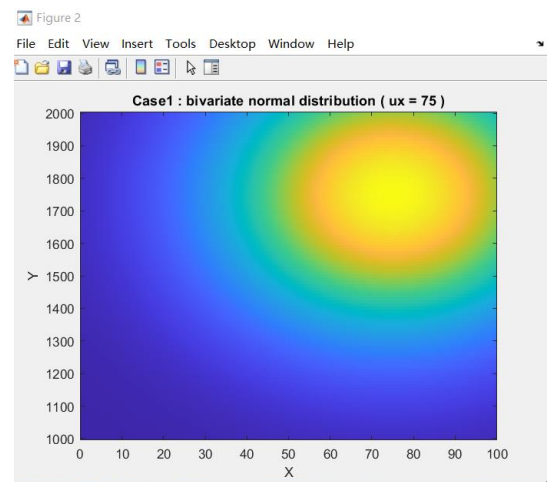 Figure 2
File Edit View Insert Tools Desktop Window Help
Case1 : bivariate normal distribution ( ux = 75 )
2000
1900
1800
1700
1600
1500
1400
1300
1200
1100
1000
Y
0 10 20 30 40 50 60 70 80 90 100
X